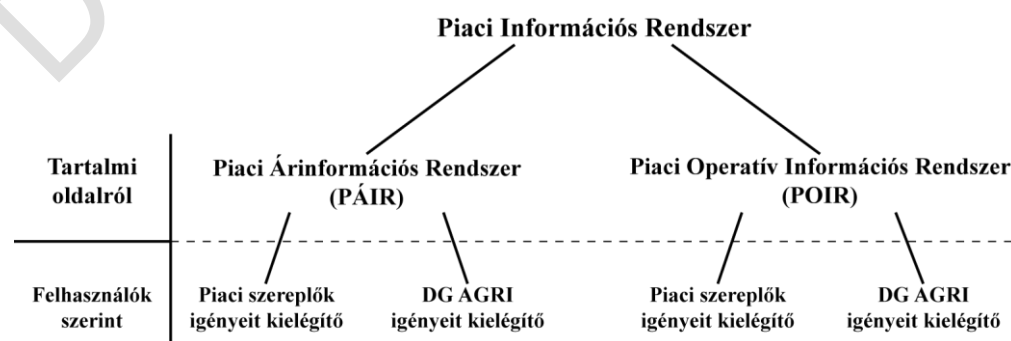 Piaci Információs Rendszer
Tartalmi
oldalról
Piaci Árinformációs Rendszer
(PÁIR)
Piaci Operatív Információs Rendszer
(POIR)
Felhasználók
szerint
Piaci szereplők
igényeit kielégítő
DG AGRI
igényeit kielégítő
Piaci szereplők
igényeit kielégítő
DG AGRI
igényeit kielégítő